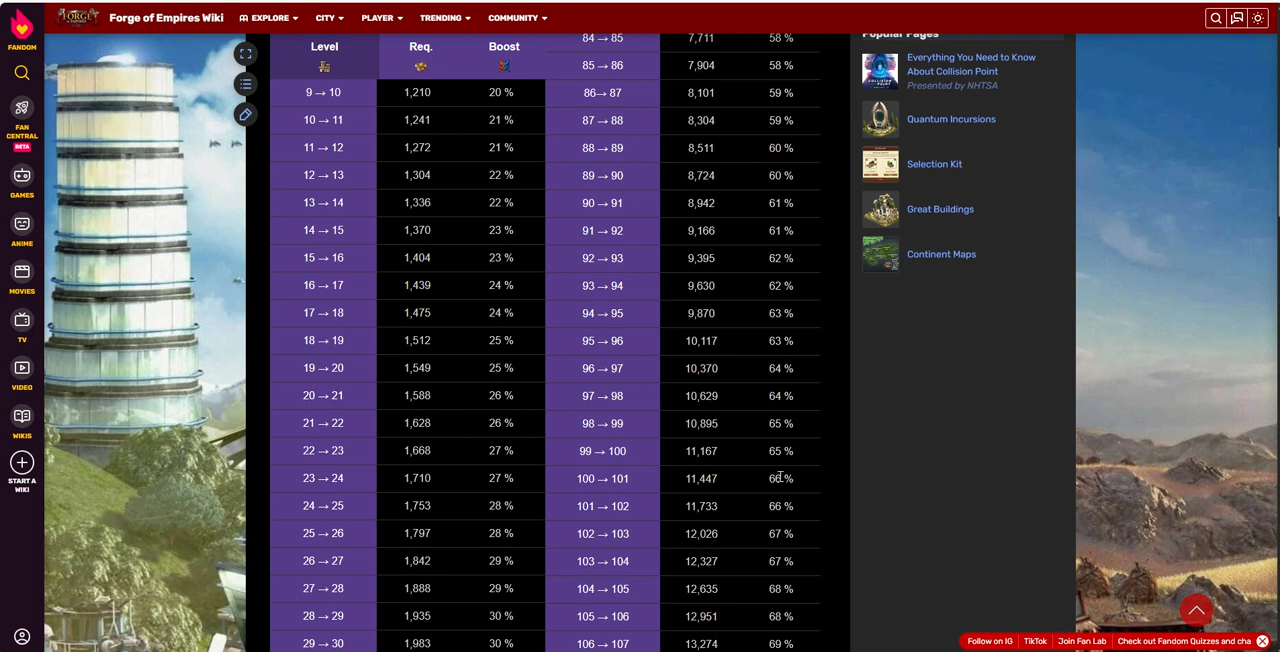 FORGE OF EMPIRES
Forge of Empires Wiki
EXPLORE
CITY
PLAYER
TRENDING
COMMUNITY
FANDOM
FAN CENTRAL
BETA
GAMES
ANIME
MOVIES
TV
VIDEO
WIKIS
START A WIKI
Level Req. Boost 84 → 85 7,711 58 %
85 → 86 7,904 58 %
9 → 10 1,210 20 % 86→ 87 8,101 59 %
10 → 11 1,241 21 % 87 → 88 8,304 59 %
11 → 12 1,272 21 % 88 → 89 8,511 60 %
12 → 13 1,304 22 % 89 → 90 8,724 60 %
13 → 14 1,336 22 % 90 → 91 8,942 61 %
14 → 15 1,370 23 % 91 → 92 9,166 61 %
15 → 16 1,404 23 % 92 → 93 9,395 62 %
16 → 17 1,439 24 % 93 → 94 9,630 62 %
17 → 18 1,475 24 % 94 → 95 9,870 63 %
18 → 19 1,512 25 % 95 → 96 10,117 63 %
19 → 20 1,549 25 % 96 → 97 10,370 64 %
20 → 21 1,588 26 % 97 → 98 10,629 64 %
21 → 22 1,628 26 % 98 → 99 10,895 65 %
22 → 23 1,668 27 % 99 → 100 11,167 65 %
23 → 24 1,710 27 % 100 → 101 11,447 66 %
24 → 25 1,753 28 % 101 → 102 11,733 66 %
25 → 26 1,797 28 % 102 → 103 12,026 67 %
26 → 27 1,842 29 % 103 → 104 12,327 67 %
27 → 28 1,888 29 % 104 → 105 12,635 68 %
28 → 29 1,935 30 % 105 → 106 12,951 68 %
29 → 30 1,983 30 % 106 → 107 13,274 69 %
Popular Pages
Everything You Need to Know
About Collision Point
Presented by NHTSA
Quantum Incursions
Selection Kit
Great Buildings
Continent Maps
Follow on IG
TikTok
Join Fan Lab
Check out Fandom Quizzes and cha